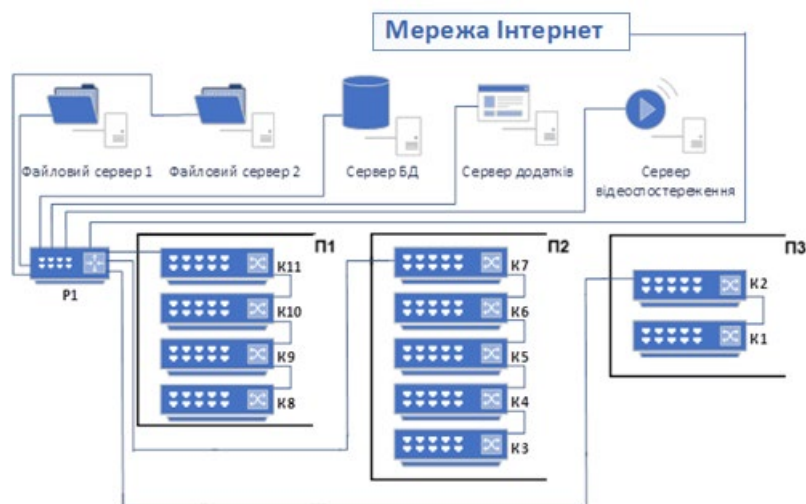 Мережа Інтернет
Файловий сервер 1
Файловий сервер 2
Сервер БД
Сервер додатків
Сервер
відеоспостереження
Р1
П1
К11
К10
К9
К8
П2
К7
К6
К5
К4
К3
П3
К2
К1